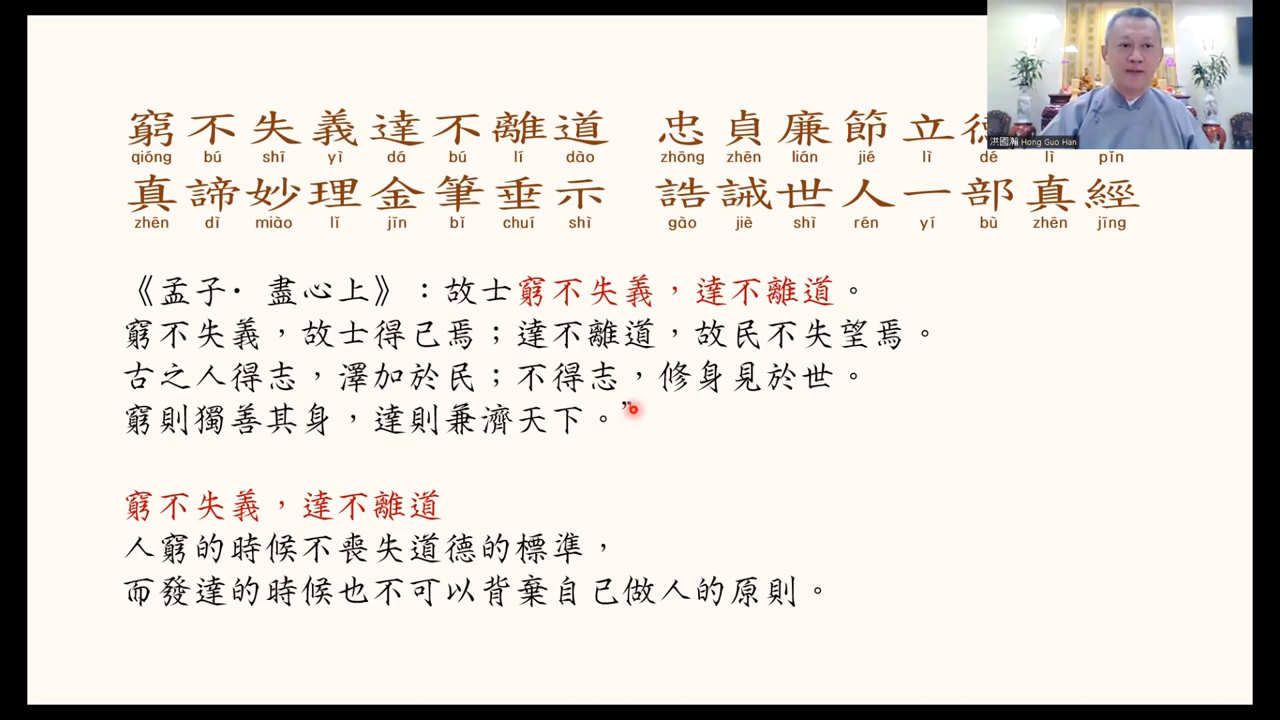 窮不失義達不離道 忠貞廉節立德
qióng bú shī yì dá bú lí dào zhōng zhēn lián jié lì dé lì pǐn
真諦妙理金筆垂示 誥誡世人一部真經
zhēn dì miào lǐ jīn bǐ chuí shì gào jiè shì rén yí bù zhēn jīng
洪國瀚 Hong Guo Han
《孟子·盡心上》：故士窮不失義，達不離道。
窮不失義，故士得己焉；達不離道，故民不失望焉。
古之人得志，澤加於民；不得志，修身見於世。
窮則獨善其身，達則兼濟天下。”
窮不失義，達不離道
人窮的時候不喪失道德的標準，
而發達的時候也不可以背棄自己做人的原則。